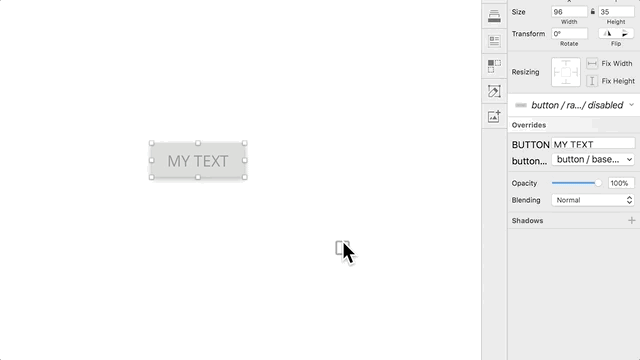 Size 96 35
Width Height
Transform 0°
Rotate Flip
Resizing Fix Width
Fix Height
button / ra.../ disabled
Overrides
BUTTON MY TEXT
button... button / base...
Opacity 100%
Blending Normal
Shadows
MY TEXT